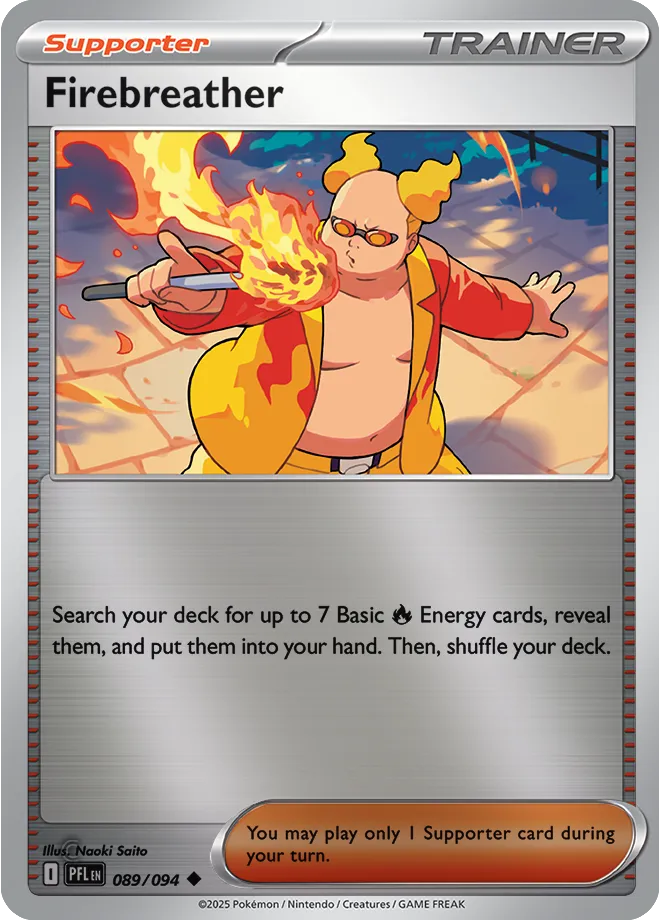 Supporter
TRAINER
Firebreather
Search your deck for up to 7 Basic Energy cards, reveal
them, and put them into your hand. Then, shuffle your deck.
You may play only 1 Supporter card during
your turn.
Illus. Naoki Saito
I PFL EN 089/094
©2025 Pokémon / Nintendo / Creatures / GAME FREAK